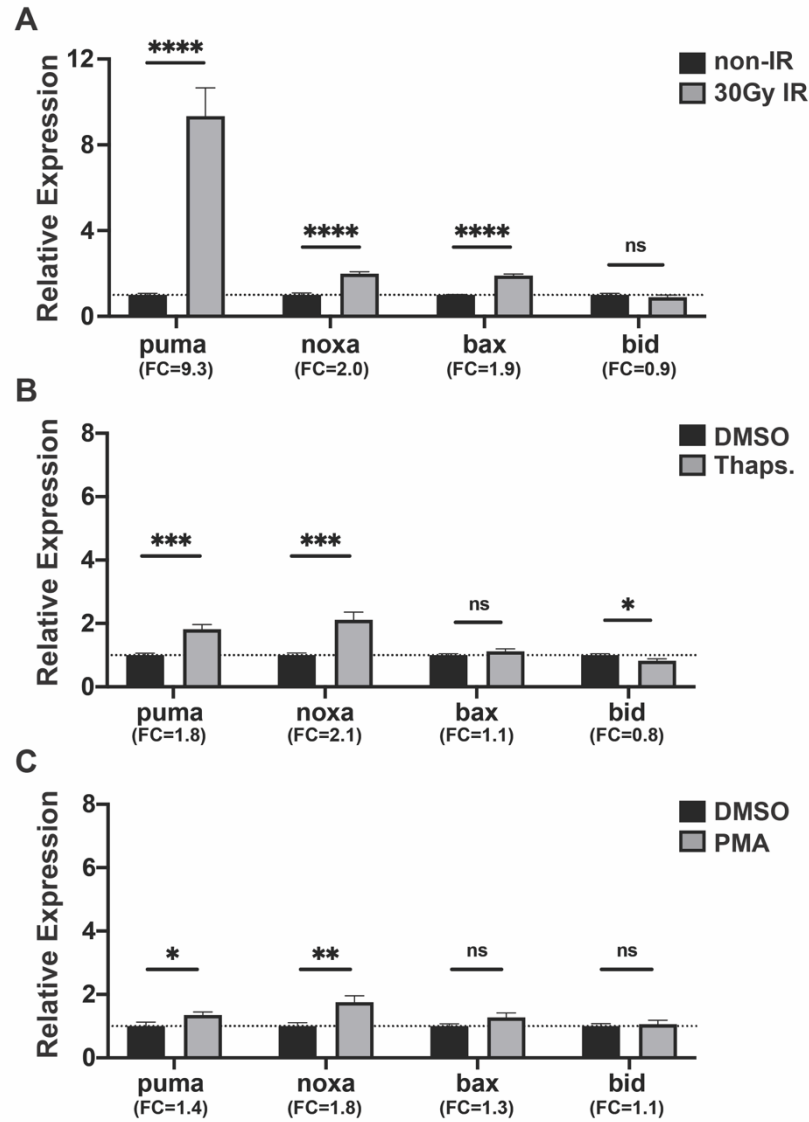 A
Relative Expression
12
8
4
0
****
****
****
ns
non-IR
30Gy IR
puma noxa bax bid
(FC=9.3) (FC=2.0) (FC=1.9) (FC=0.9)
B
Relative Expression
8
6
4
2
0
***
***
ns
*
DMSO
Thaps.
puma noxa bax bid
(FC=1.8) (FC=2.1) (FC=1.1) (FC=0.8)
C
Relative Expression
8
6
4
2
0
*
**
ns
ns
DMSO
PMA
puma noxa bax bid
(FC=1.4) (FC=1.8) (FC=1.3) (FC=1.1)